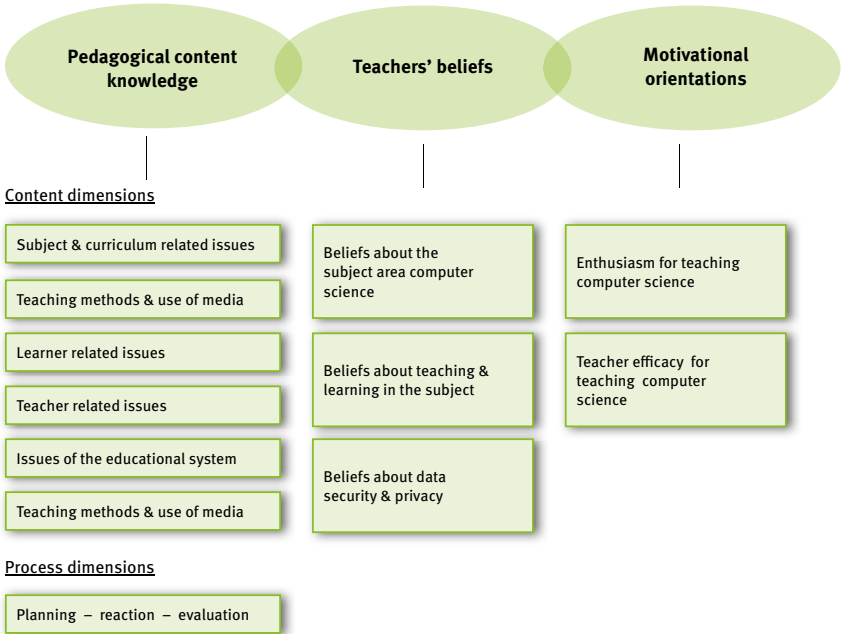 Pedagogical content
knowledge
Teachers' beliefs
Motivational
orientations
Content dimensions
Subject & curriculum related issues
Teaching methods & use of media
Learner related issues
Teacher related issues
Issues of the educational system
Teaching methods & use of media
Process dimensions
Planning – reaction – evaluation
Beliefs about the
subject area computer
science
Beliefs about teaching &
learning in the subject
Beliefs about data
security & privacy
Enthusiasm for teaching
computer science
Teacher efficacy for
teaching computer
science